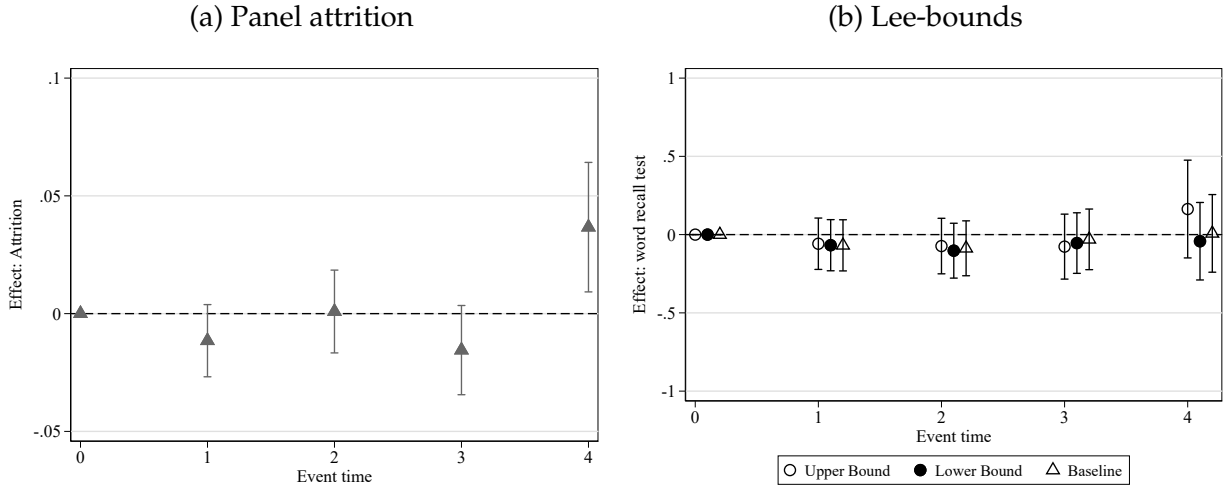 (a) Panel attrition
.1
.05
0
-.05
Effect: Attrition
0 1 2 3 4
Event time
(b) Lee-bounds
1
.5
0
-.5
-1
Effect: word recall test
0 1 2 3 4
Event time
Upper Bound Lower Bound Baseline